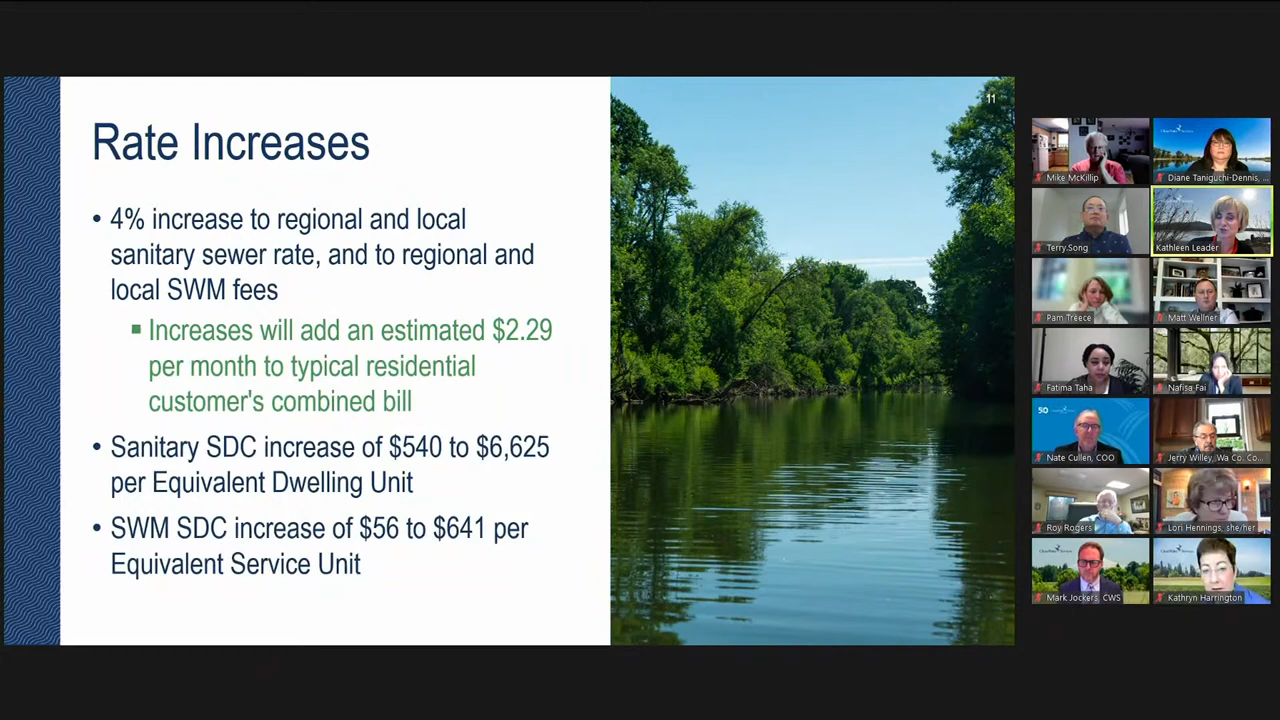 11
Rate Increases
• 4% increase to regional and local
sanitary sewer rate, and to regional and
local SWM fees
▪ Increases will add an estimated $2.29
per month to typical residential
customer's combined bill
• Sanitary SDC increase of $540 to $6,625
per Equivalent Dwelling Unit
• SWM SDC increase of $56 to $641 per
Equivalent Service Unit
Mike McKillip
Diane Taniguchi-Dennis, ...
Terry.Song
Kathleen Leader
Pam Treece
Matt Wellner
Fatima Taha
Nafisa Fai
50
Nate Cullen, COO
Jerry Willey, Wa Co. Co...
Roy Rogers
Lori Hennings, she/her
Mark Jockers, CWS
Kathryn Harrington